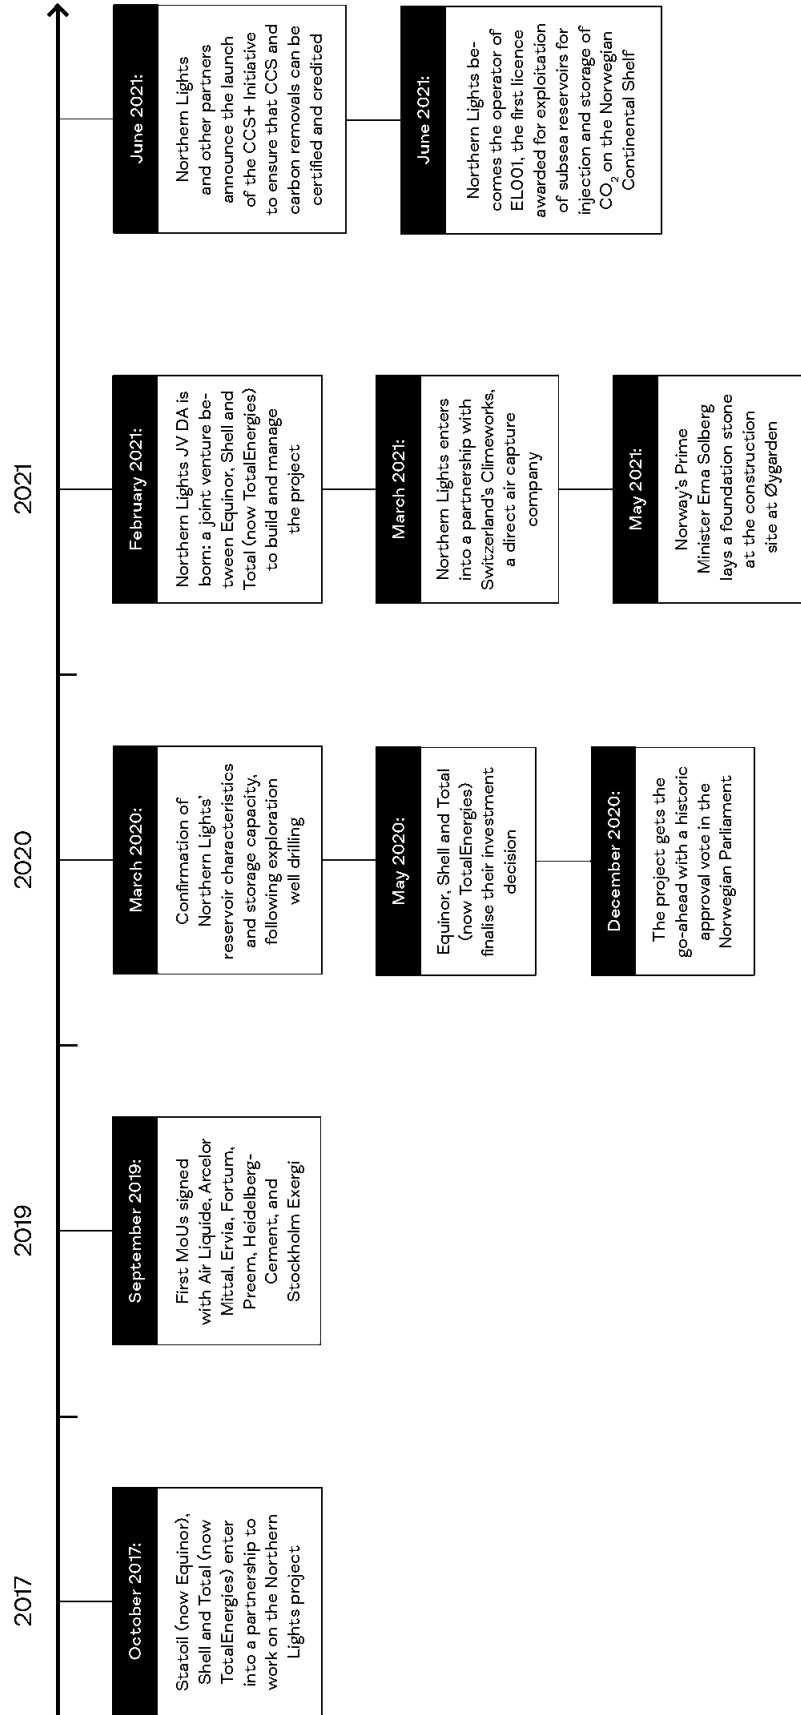 2017
October 2017:
Statoil (now Equinor),
Shell and Total (now
TotalEnergies) enter
into a partnership to
work on the Northern
Lights project
2019
September 2019:
First MoUs signed
with Air Liquide, Arcelor
Mittal, Ervia, Fortum,
Preem, Heidelberg-
Cement, and
Stockholm Exergi
2020
March 2020:
Confirmation of
Northern Lights'
reservoir characteristics
and storage capacity,
following exploration
well drilling
May 2020:
Equinor, Shell and Total
(now TotalEnergies)
finalise their investment
decision
December 2020:
The project gets the
go-ahead with a historic
approval vote in the
Norwegian Parliament
2021
February 2021:
Northern Lights JV DA is
born: a joint venture be-
tween Equinor, Shell and
Total (now TotalEnergies)
to build and manage
the project
March 2021:
Northern Lights enters
into a partnership with
Switzerland's Climeworks,
a direct air capture
company
May 2021:
Norway's Prime
Minister Erna Solberg
lays a foundation stone
at the construction
site at Øygarden
June 2021:
Northern Lights
and other partners
announce the launch
of the CCS+ Initiative
to ensure that CCS and
carbon removals can be
certified and credited
June 2021:
Northern Lights be-
comes the operator of
EL001, the first licence
awarded for exploitation
of subsea reservoirs for
injection and storage of
CO₂ on the Norwegian
Continental Shelf